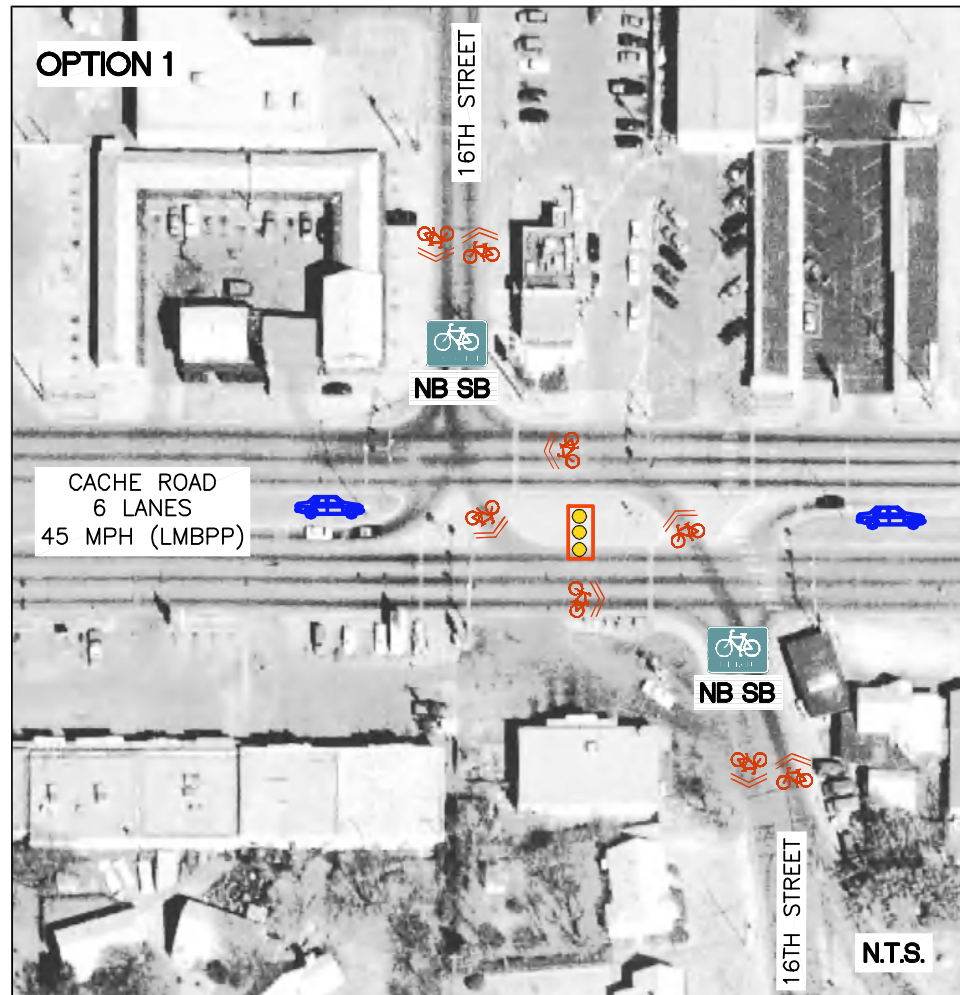 OPTION 1
16TH STREET
NB SB
CACHE ROAD
6 LANES
45 MPH (LMBPP)
NB SB
16TH STREET
N.T.S.